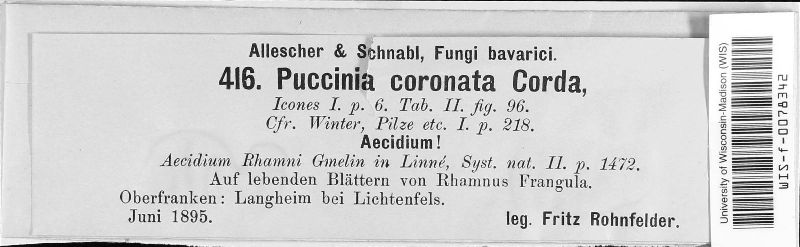 Allescher & Schnabl, Fungi bavarici.
416. Puccinia coronata Corda,
Icones I. p. 6. Tab. II. fig. 96.
Cfr. Winter, Pilze etc. I. p. 218.
Aecidium!
Aecidium Rhamni Gmelin in Linné, Syst. nat. II. p. 1472.
Auf lebenden Blättern von Rhamnus Frangula.
Oberfranken: Langheim bei Lichtenfels.
Juni 1895. leg. Fritz Rohnfelder.
University of Wisconsin-Madison (WIS)
WIS-f-0078342